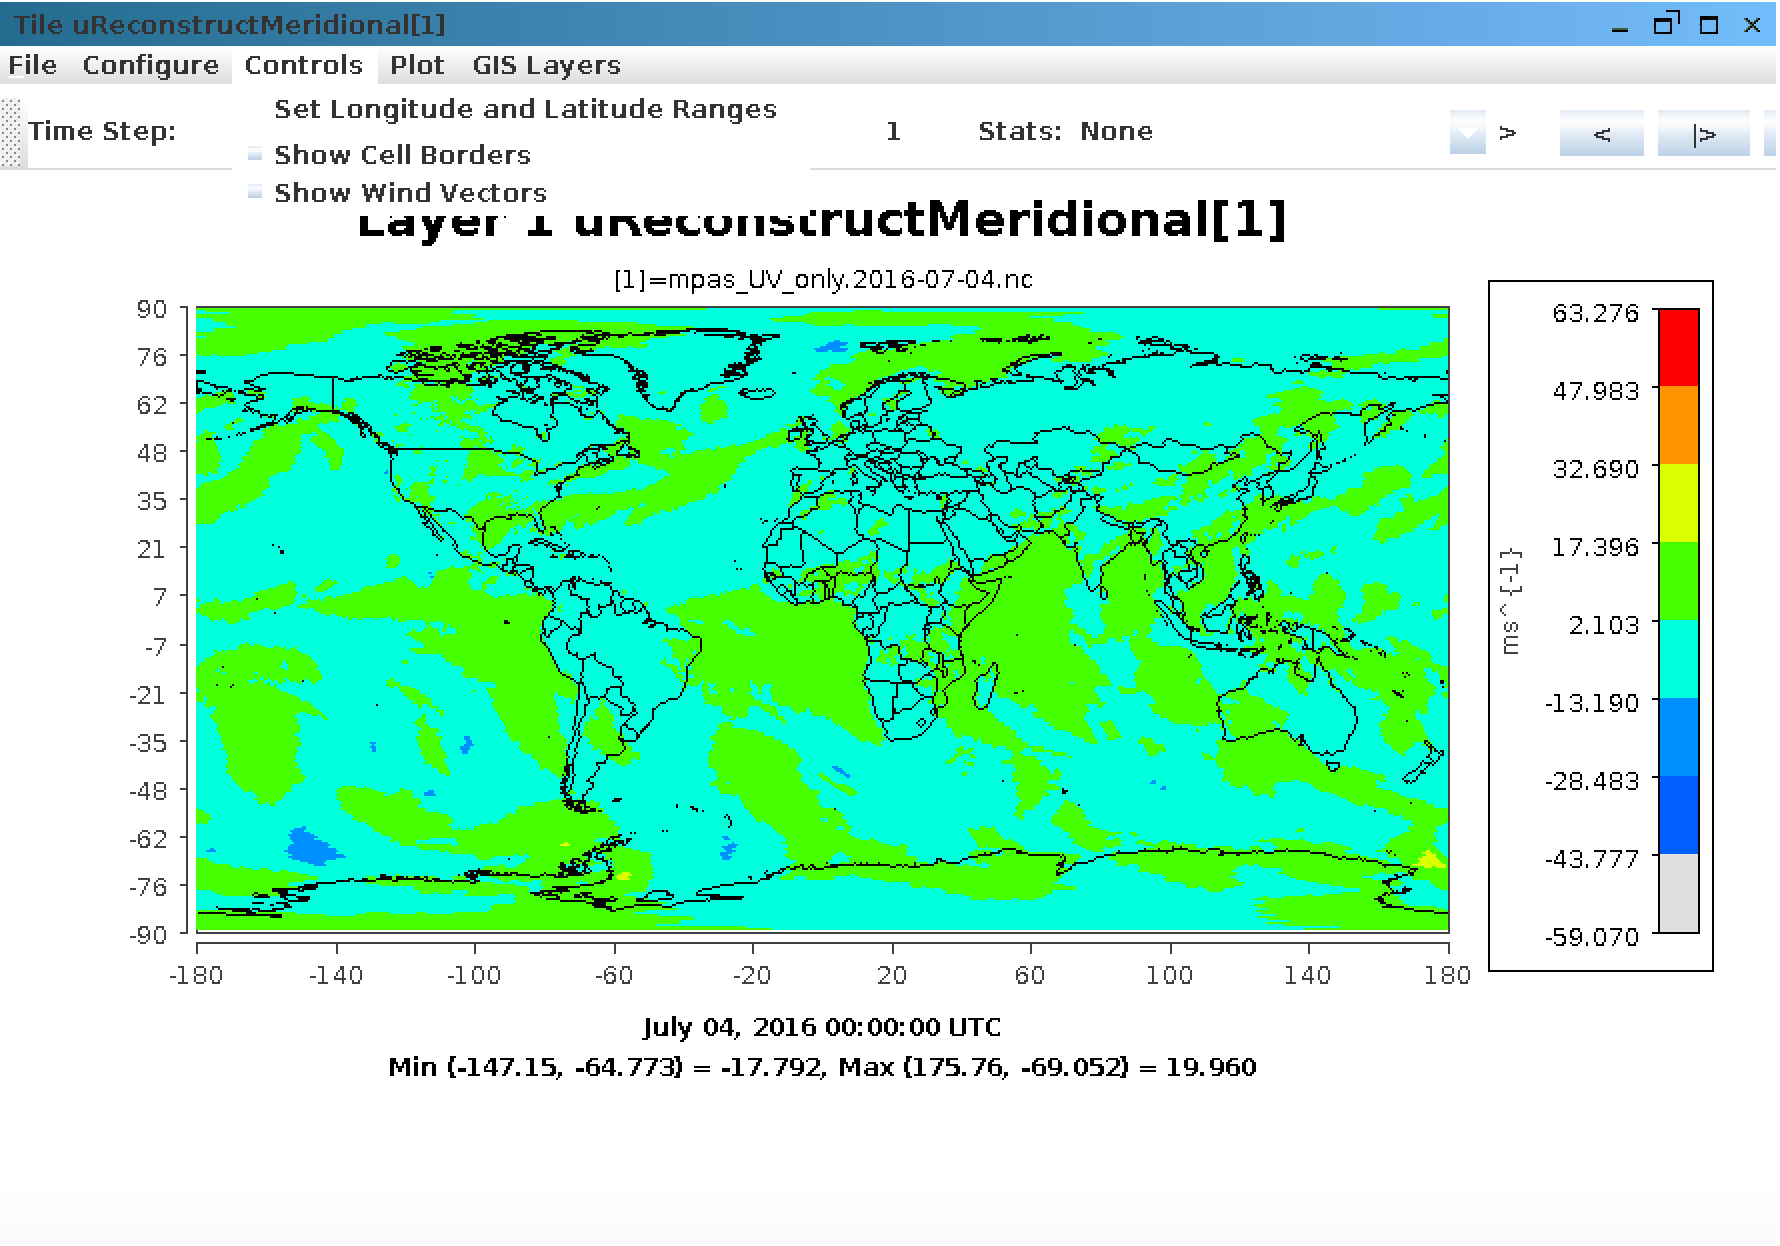 Tile uReconstructMeridional[1]
File Configure Controls Plot GIS Layers
Set Longitude and Latitude Ranges
Time Step: 1 Stats: None > < |>
Show Cell Borders
Show Wind Vectors
Layer 1 uReconstructMeridional[1]
[1]=mpas_UV_only.2016-07-04.nc
90
76
62
48
35
21
7
-7
-21
-35
-48
-62
-76
-90
-180 -140 -100 -60 -20 20 60 100 140 180
63.276
47.983
32.690
17.396
2.103
-13.190
-28.483
-43.777
-59.070
ms^{-1}
July 04, 2016 00:00:00 UTC
Min (-147.15, -64.773) = -17.792, Max (175.76, -69.052) = 19.960